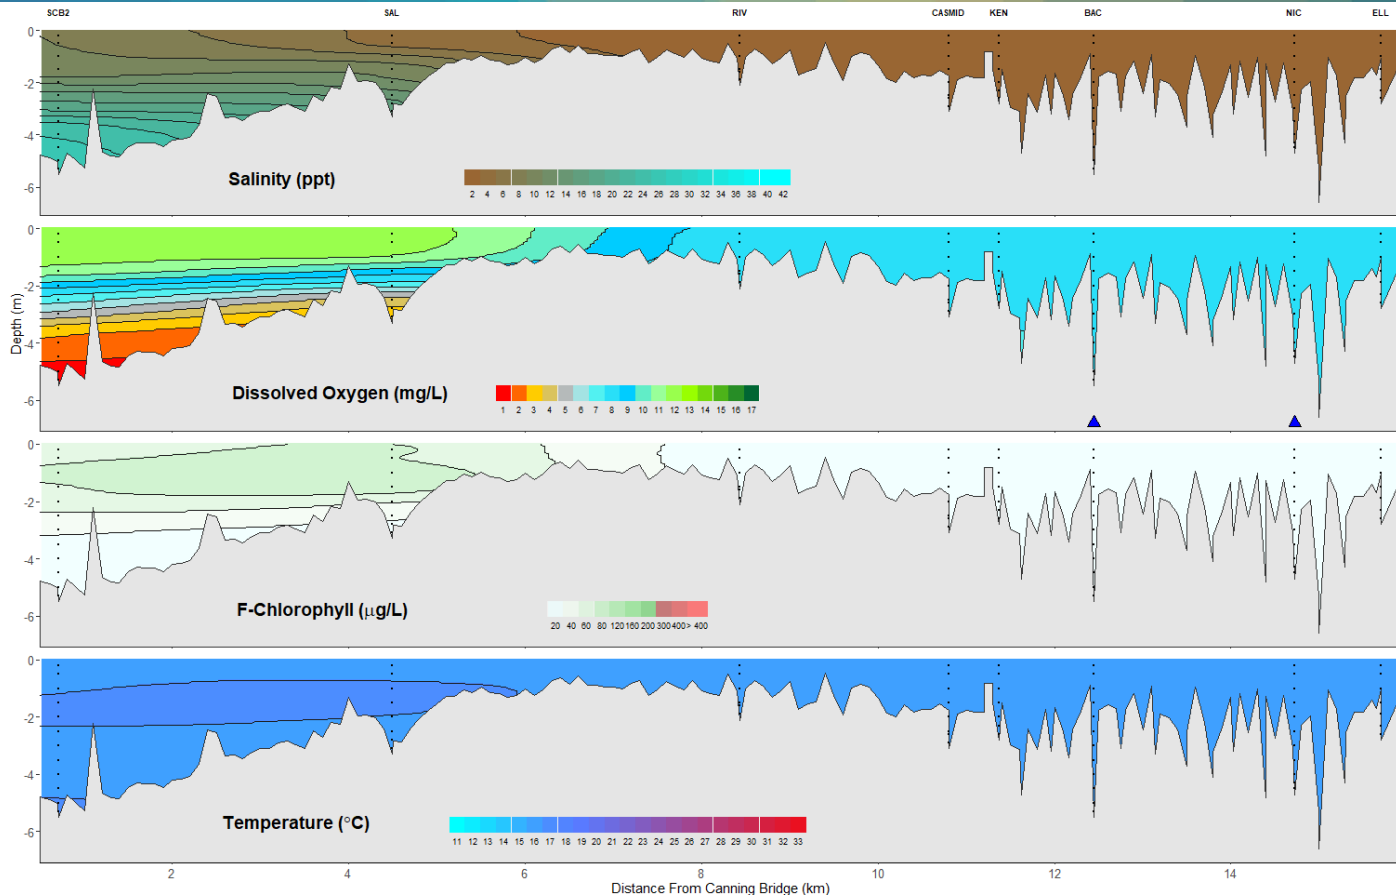 SCB2 SAL RIV CASMID KEN BAC NIC ELL
0
-2
-4
-6
Salinity (ppt)
2 4 6 8 10 12 14 16 18 20 22 24 26 28 30 32 34 36 38 40 42
0
-2
-4
-6
Depth (m)
Dissolved Oxygen (mg/L)
1 2 3 4 5 6 7 8 9 10 11 12 13 14 15 16 17
0
-2
-4
-6
F-Chlorophyll (µg/L)
20 40 60 80 120 160 200 300 400 > 400
0
-2
-4
-6
Temperature (°C)
11 12 13 14 15 16 17 18 19 20 21 22 23 24 25 26 27 28 29 30 31 32 33
2 4 6 8 10 12 14
Distance From Canning Bridge (km)